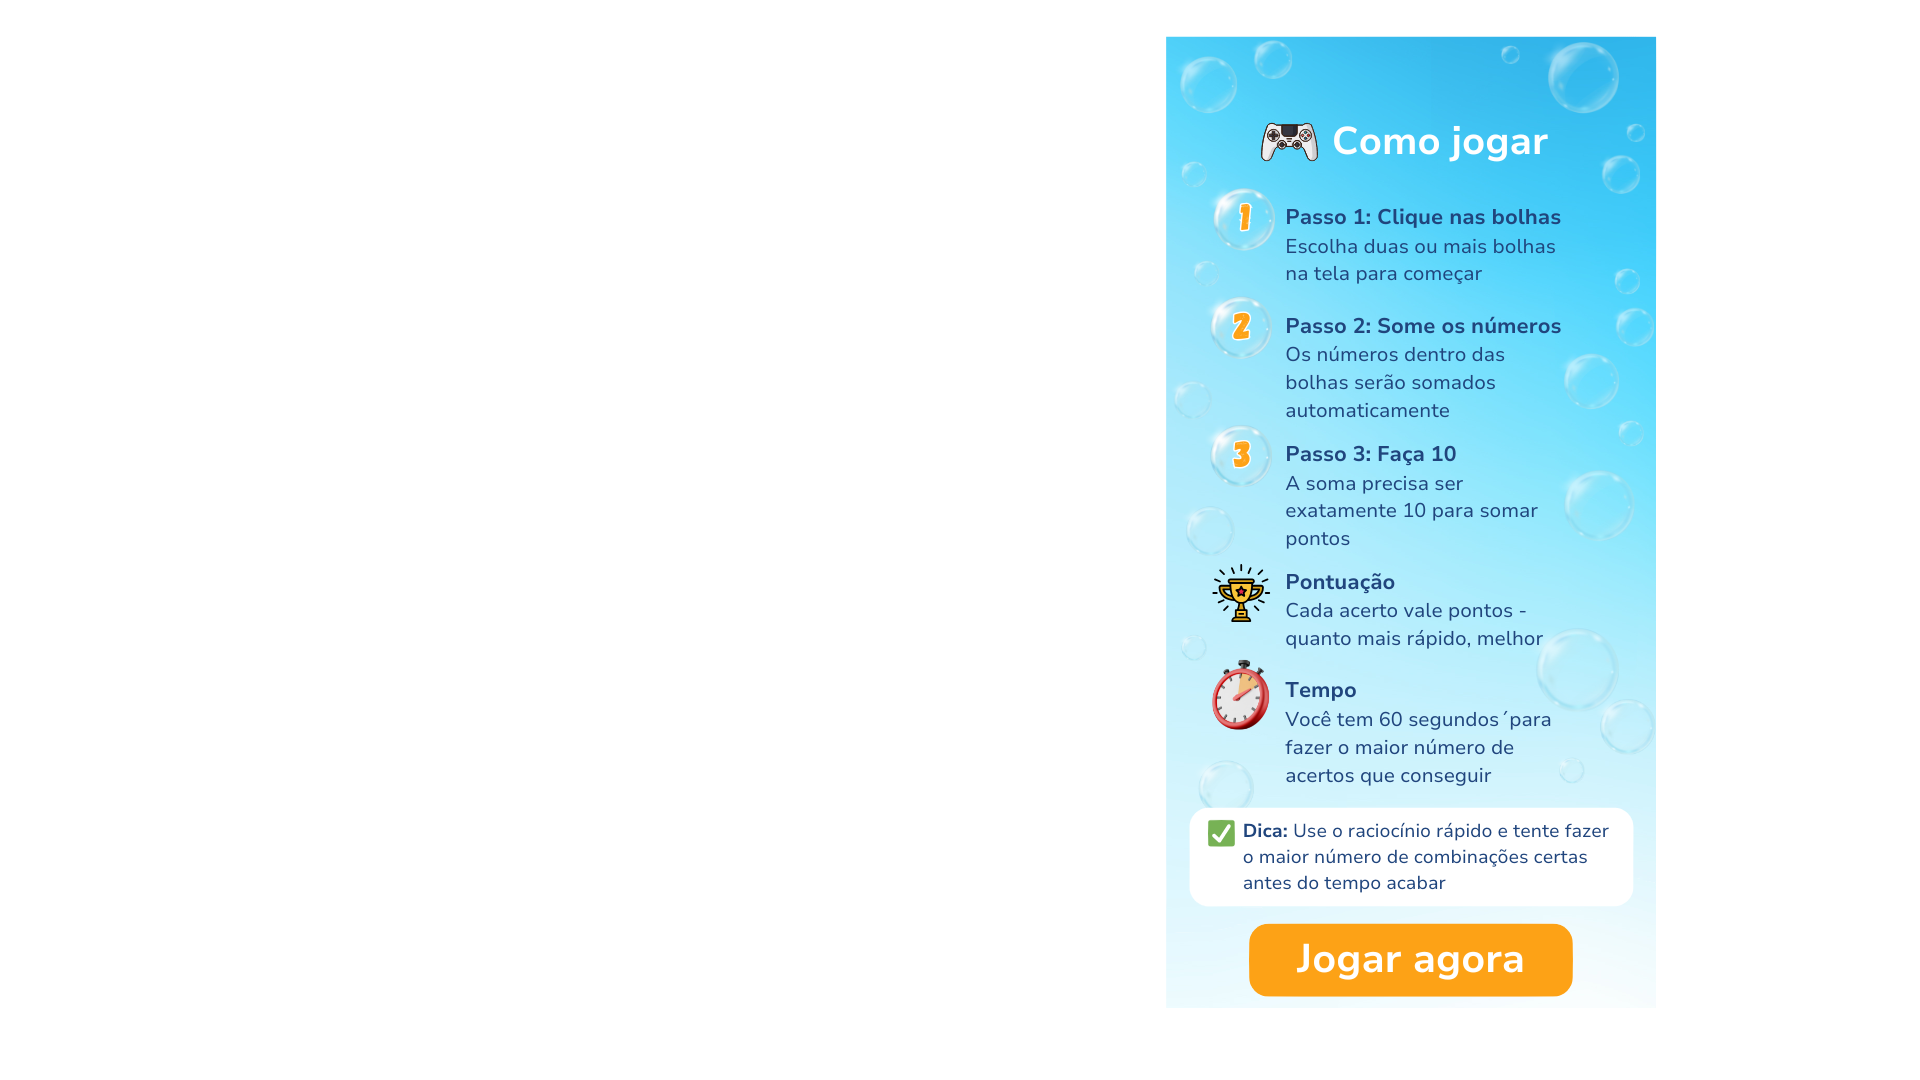 Como jogar
1
Passo 1: Clique nas bolhas
Escolha duas ou mais bolhas
na tela para começar
2
Passo 2: Some os números
Os números dentro das
bolhas serão somados
automaticamente
3
Passo 3: Faça 10
A soma precisa ser
exatamente 10 para somar
pontos
Pontuação
Cada acerto vale pontos -
quanto mais rápido, melhor
Tempo
Você tem 60 segundos´para
fazer o maior número de
acertos que conseguir
Dica: Use o raciocínio rápido e tente fazer
o maior número de combinações certas
antes do tempo acabar
Jogar agora